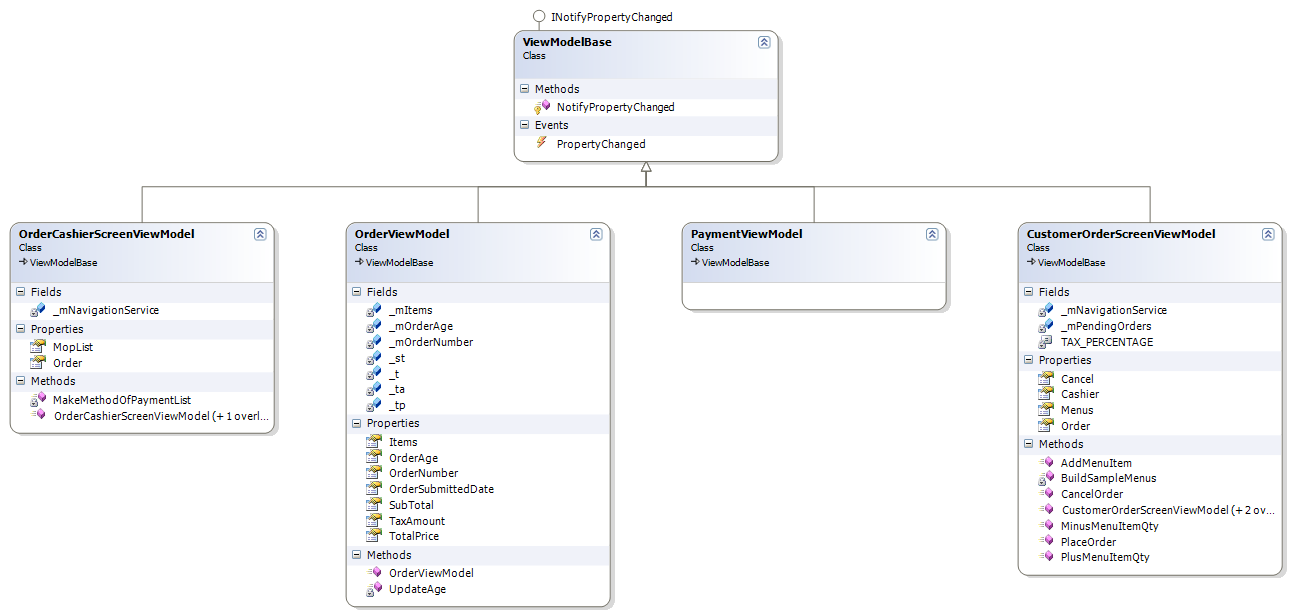 INotifyPropertyChanged
ViewModelBase
Class
Methods
NotifyPropertyChanged
Events
PropertyChanged
OrderCashierScreenViewModel
Class
ViewModelBase
Fields
_mNavigationService
Properties
MopList
Order
Methods
MakeMethodOfPaymentList
OrderCashierScreenViewModel (+ 1 overl...
OrderViewModel
Class
ViewModelBase
Fields
_mItems
_mOrderAge
_mOrderNumber
_st
_t
_ta
_tp
Properties
Items
OrderAge
OrderNumber
OrderSubmittedDate
SubTotal
TaxAmount
TotalPrice
Methods
OrderViewModel
UpdateAge
PaymentViewModel
Class
ViewModelBase
CustomerOrderScreenViewModel
Class
ViewModelBase
Fields
_mNavigationService
_mPendingOrders
TAX_PERCENTAGE
Properties
Cancel
Cashier
Menus
Order
Methods
AddMenuItem
BuildSampleMenus
CancelOrder
CustomerOrderScreenViewModel (+ 2 ov...
MinusMenuItemQty
PlaceOrder
PlusMenuItemQty